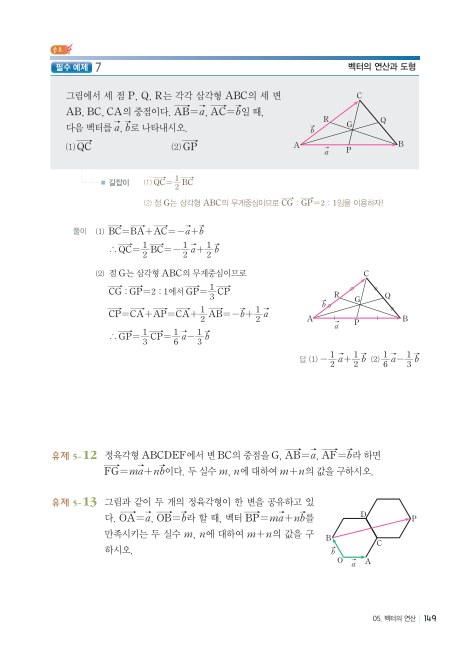 필수 예제 7
벡터의 연산과 도형
그림에서 세 점 P, Q, R는 각각 삼각형 ABC의 세 변
AB, BC, CA의 중점이다. $\overrightarrow{AB}=\vec{a}$, $\overrightarrow{AC}=\vec{b}$일 때,
다음 벡터를 $\vec{a}$, $\vec{b}$로 나타내시오.
(1) $\overrightarrow{QC}$ (2) $\overrightarrow{GP}$
C
R G Q
$\vec{b}$
A P B
$\vec{a}$
길잡이 (1) $\overrightarrow{QC}=\frac{1}{2}\overrightarrow{BC}$
(2) 점 G는 삼각형 ABC의 무게중심이므로 $\overrightarrow{CG}:\overrightarrow{GP}=2:1$임을 이용하자!
풀이 (1) $\overrightarrow{BC}=\overrightarrow{BA}+\overrightarrow{AC}=-\vec{a}+\vec{b}$
∴ $\overrightarrow{QC}=\frac{1}{2}\overrightarrow{BC}=-\frac{1}{2}\vec{a}+\frac{1}{2}\vec{b}$
(2) 점 G는 삼각형 ABC의 무게중심이므로
$\overrightarrow{CG}:\overrightarrow{GP}=2:1$에서 $\overrightarrow{GP}=\frac{1}{3}\overrightarrow{CP}$
$\overrightarrow{CP}=\overrightarrow{CA}+\overrightarrow{AP}=\overrightarrow{CA}+\frac{1}{2}\overrightarrow{AB}=-\vec{b}+\frac{1}{2}\vec{a}$
∴ $\overrightarrow{GP}=\frac{1}{3}\overrightarrow{CP}=\frac{1}{6}\vec{a}-\frac{1}{3}\vec{b}$
C
R G Q
$\vec{b}$
A P B
$\vec{a}$
답 (1) $-\frac{1}{2}\vec{a}+\frac{1}{2}\vec{b}$ (2) $\frac{1}{6}\vec{a}-\frac{1}{3}\vec{b}$
유제 5-12 정육각형 ABCDEF에서 변 BC의 중점을 G, $\overrightarrow{AB}=\vec{a}$, $\overrightarrow{AF}=\vec{b}$라 하면
$\overrightarrow{FG}=m\vec{a}+n\vec{b}$이다. 두 실수 m, n에 대하여 m+n의 값을 구하시오.
유제 5-13 그림과 같이 두 개의 정육각형이 한 변을 공유하고 있
다. $\overrightarrow{OA}=\vec{a}$, $\overrightarrow{OB}=\vec{b}$라 할 때, 벡터 $\overrightarrow{BP}=m\vec{a}+n\vec{b}$를
만족시키는 두 실수 m, n에 대하여 m+n의 값을 구
하시오.
D P
B C
$\vec{b}$
O A
$\vec{a}$
05. 벡터의 연산 149